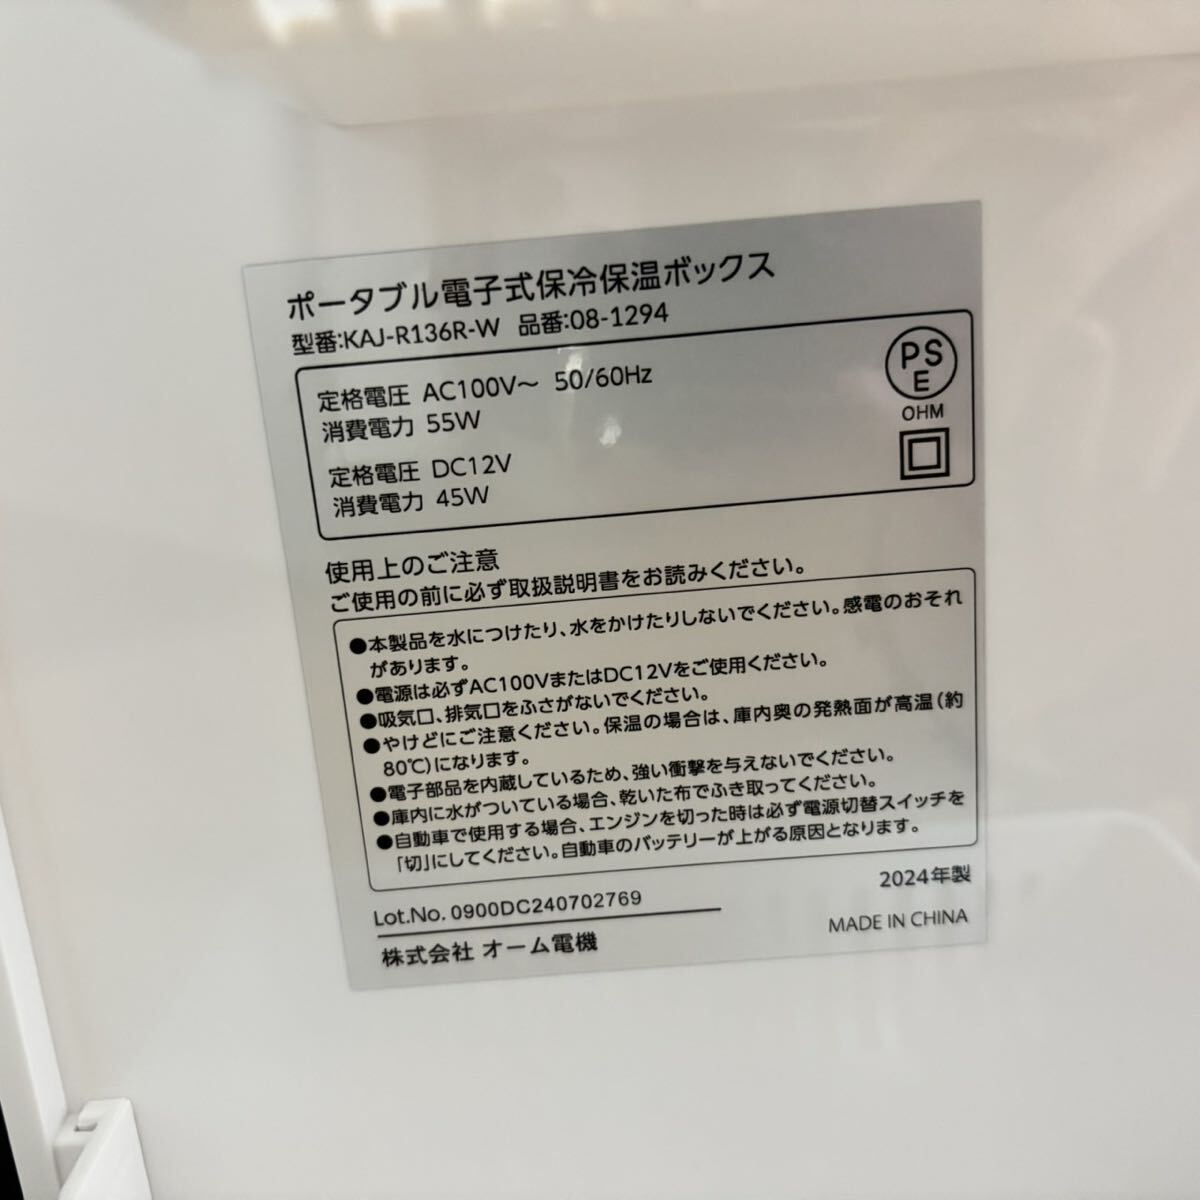 ポータブル電子式保冷保温ボックス
型番:KAJ-R136R-W 品番:08-1294
定格電圧 AC100V～ 50/60Hz
消費電力 55W
定格電圧 DC12V
消費電力 45W
PS
E
OHM
使用上のご注意
ご使用の前に必ず取扱説明書をお読みください。
●本製品を水につけたり、水をかけたりしないでください。感電のおそれ
があります。
●電源は必ずAC100VまたはDC12Vをご使用ください。
●吸気口、排気口をふさがないでください。
●やけどにご注意ください。保温の場合は、庫内奥の発熱面が高温(約
80℃)になります。
●電子部品を内蔵しているため、強い衝撃を与えないでください。
●庫内に水がついている場合、乾いた布でふき取ってください。
●自動車で使用する場合、エンジンを切った時は必ず電源切替スイッチを
「切」にしてください。自動車のバッテリーが上がる原因となります。
2024年製
Lot.No. 0900DC240702769
MADE IN CHINA
株式会社 オーム電機